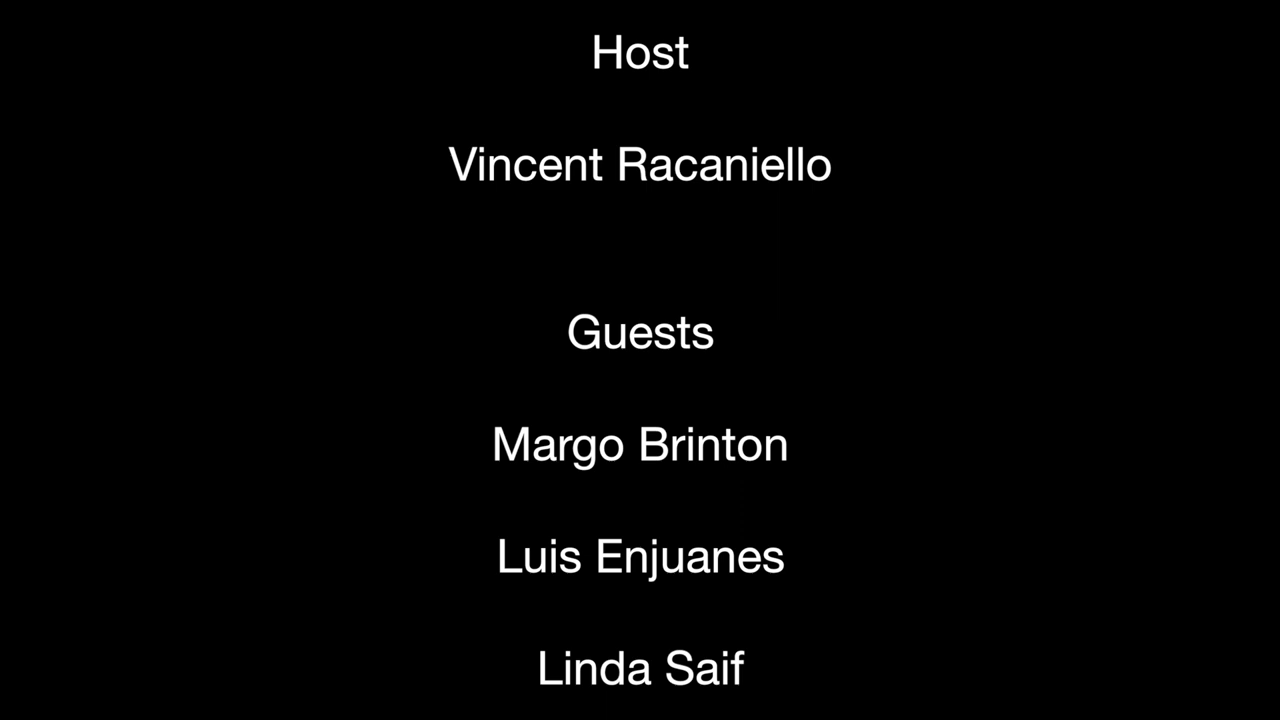 Host
Vincent Racaniello
Guests
Margo Brinton
Luis Enjuanes
Linda Saif